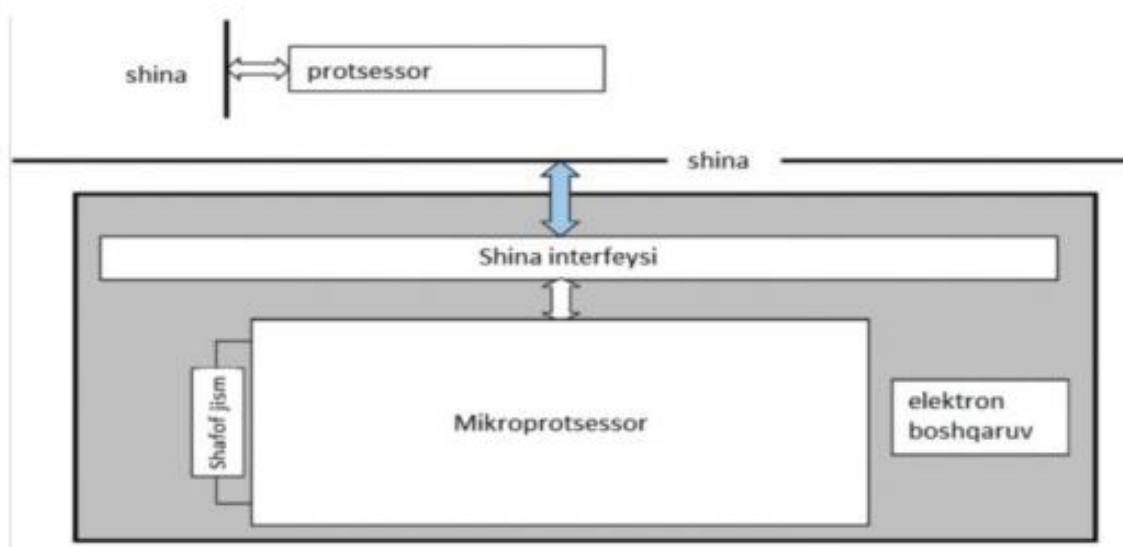 shina
protsessor
shina
Shina interfeysi
Shafof jism
Mikroprotsessor
elektron
boshqaruv